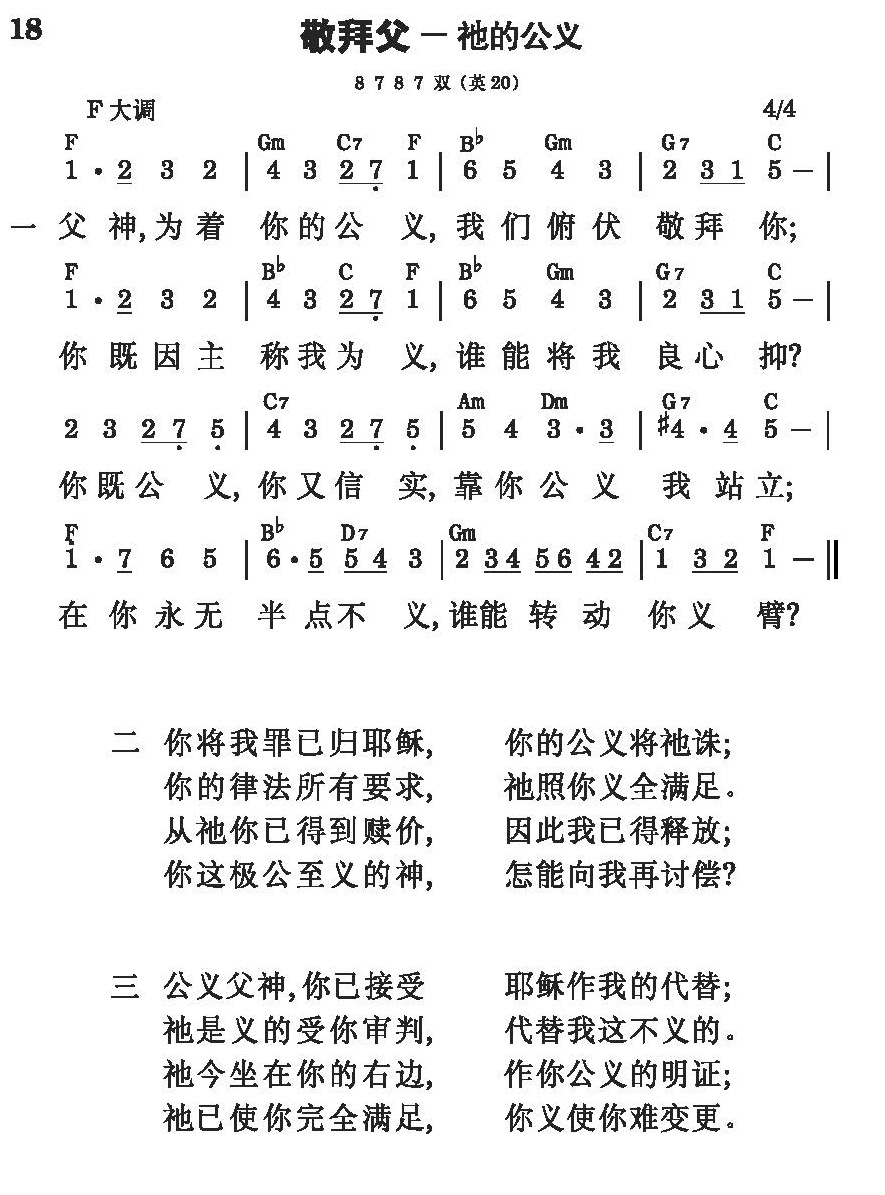 18
敬拜父－祂的公义
8 7 8 7 双（英20）
F大调 4/4
F Gm C7 F B♭ Gm G7 C
1 · 2 3 2 | 4 3 2 7 1 | 6 5 4 3 | 2 3 1 5 – |
一 父神,为着你的公义,我们俯伏敬拜你;
F B♭ C F B♭ Gm G7 C
1 · 2 3 2 | 4 3 2 7 1 | 6 5 4 3 | 2 3 1 5 – |
你既因主称我为义,谁能将我良心抑?
C7 Am Dm G7 C
2 3 2 7 5 | 4 3 2 7 5 | 5 4 3 · 3 | #4 · 4 5 – |
你既公义,你又信实,靠你公义我站立;
F B♭ D7 Gm C7 F
1 · 7 6 5 | 6 · 5 5 4 3 | 2 3 4 5 6 4 2 | 1 3 2 1 – ‖
在你永无半点不义,谁能转动你义臂?
二 你将我罪已归耶稣, 你的公义将祂诛;
你的律法所有要求, 祂照你义全满足。
从祂你已得到赎价, 因此我已得释放;
你这极公至义的神, 怎能向我再讨偿?
三 公义父神,你已接受 耶稣作我的代替;
祂是义的受你审判, 代替我这不义的。
祂今坐在你的右边, 作你公义的明证;
祂已使你完全满足, 你义使你难变更。